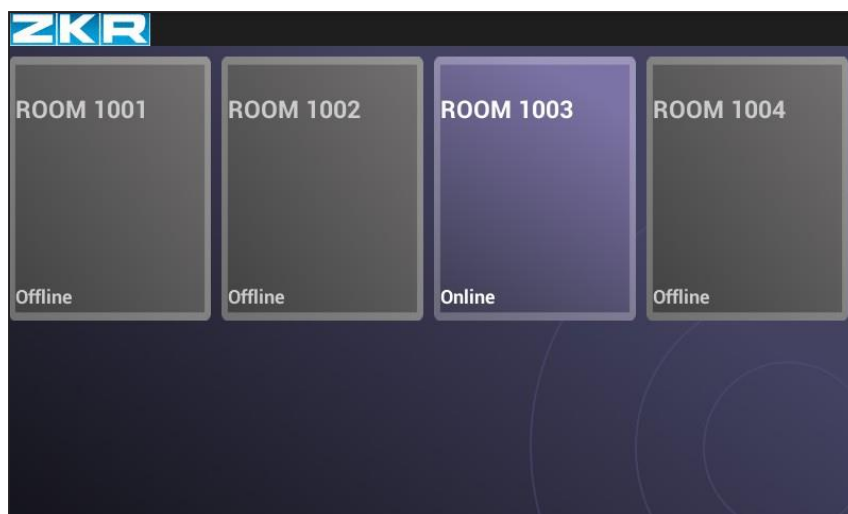 ZKR
ROOM 1001
ROOM 1002
ROOM 1003
ROOM 1004
Offline
Offline
Online
Offline